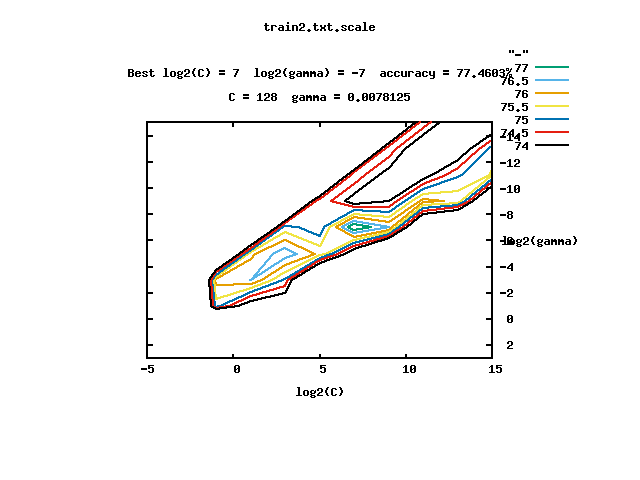 train2.txt.scale
"-"
Best log2(C) = 7  log2(gamma) = -7  accuracy = 77.4603%
77
76.5
76
75.5
75
74.5
74
C = 128  gamma = 0.0078125
-14
-12
-10
-8
-6
log2(gamma)
-4
-2
0
2
-5 0 5 10 15
log2(C)